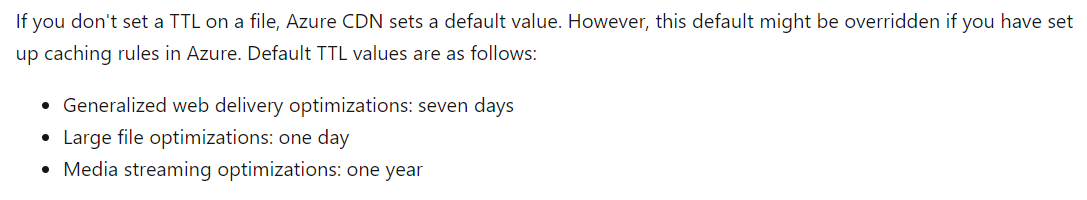 If you don't set a TTL on a file, Azure CDN sets a default value. However, this default might be overridden if you have set
up caching rules in Azure. Default TTL values are as follows:
• Generalized web delivery optimizations: seven days
• Large file optimizations: one day
• Media streaming optimizations: one year